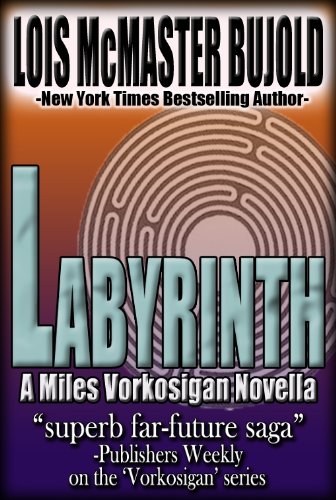 LOIS McMASTER BUJOLD
-New York Times Bestselling Author-
LABYRINTH
A Miles Vorkosigan Novella
“superb far-future saga”
-Publishers Weekly
on the ‘Vorkosigan’ series